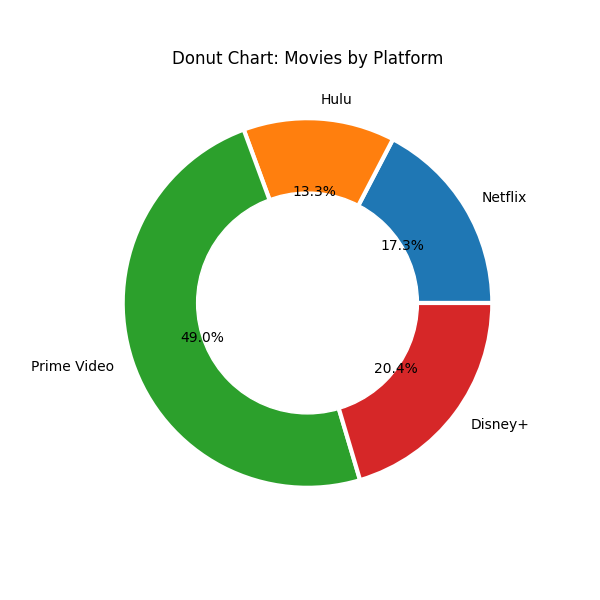 Donut Chart: Movies by Platform
Hulu
13.3%
Netflix
17.3%
49.0%
Prime Video
20.4%
Disney+